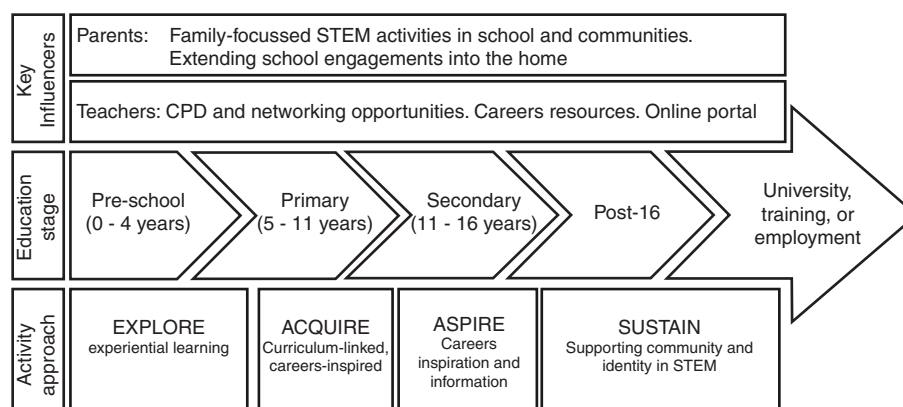 Key
Influencers
Parents: Family-focussed STEM activities in school and communities.
Extending school engagements into the home
Teachers: CPD and networking opportunities. Careers resources. Online portal
Education
stage
Pre-school
(0 - 4 years)
Primary
(5 - 11 years)
Secondary
(11 - 16 years)
Post-16
University,
training, or
employment
Activity
approach
EXPLORE
experiential learning
ACQUIRE
Curriculum-linked,
careers-inspired
ASPIRE
Careers
inspiration and
information
SUSTAIN
Supporting community and
identity in STEM